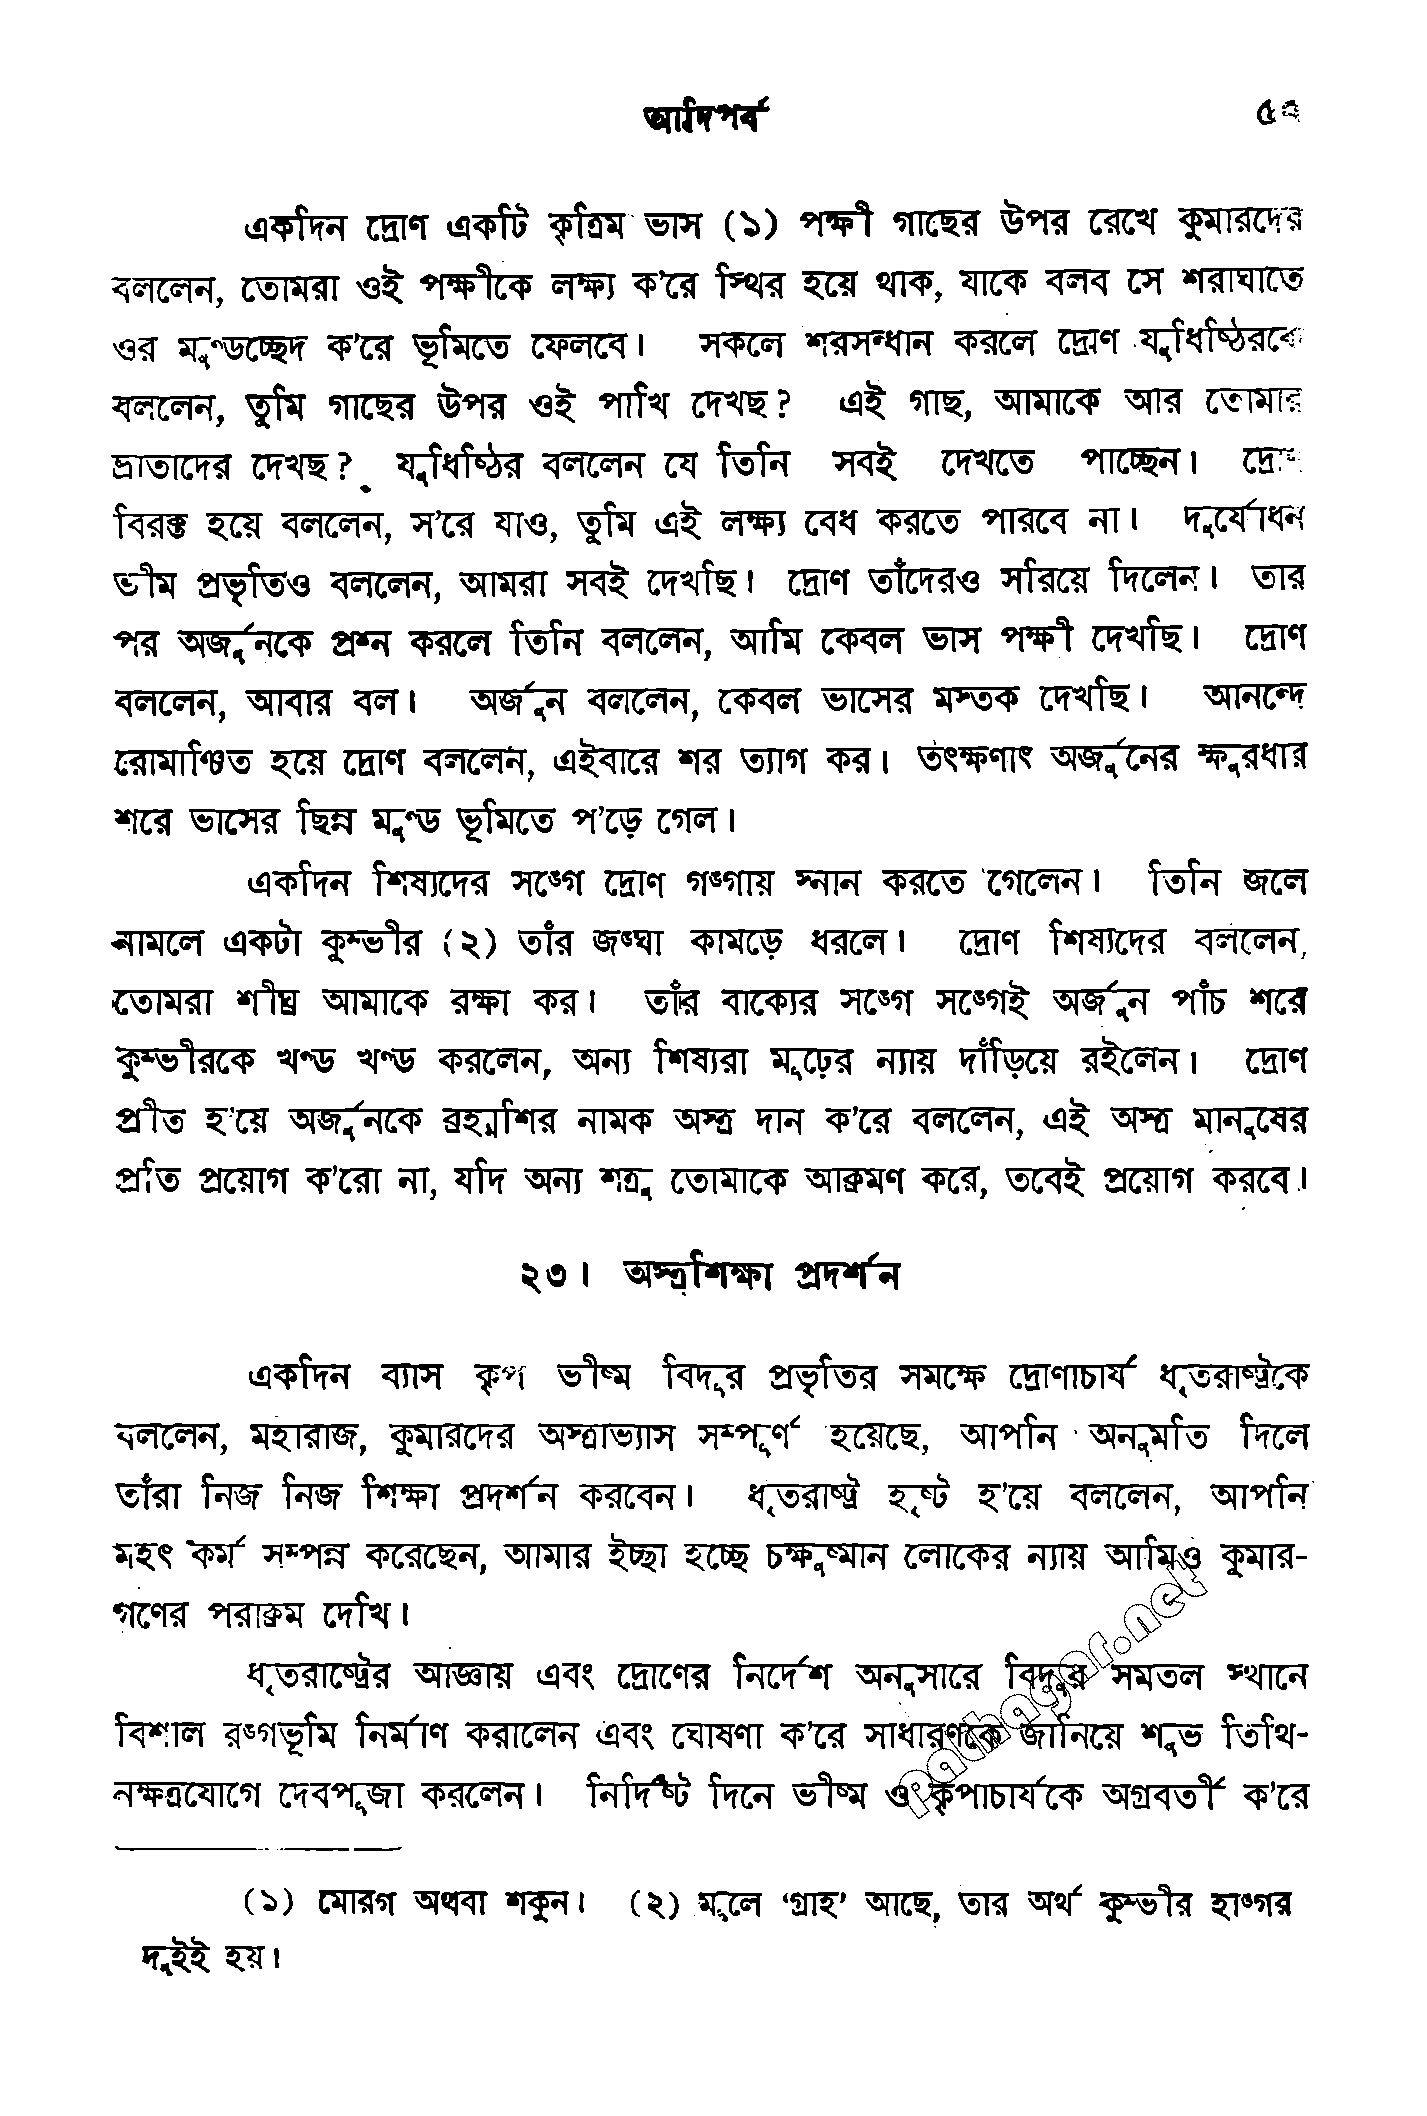 আদিপর্ব
একদিন দ্রোণ একটি কৃত্রিম ভাস (১) পক্ষী গাছের উপর রেখে কুমারদের
বললেন, তোমরা ওই পক্ষীকে লক্ষ্য ক'রে স্থির হয়ে থাক, যাকে বলব সে শরাঘাতে
ওর মুণ্ডচ্ছেদ ক'রে ভূমিতে ফেলবে। সকলে শরসন্ধান করলে দ্রোণ যুধিষ্ঠিরকে
বললেন, তুমি গাছের উপর ওই পাখি দেখছ? এই গাছ, আমাকে আর তোমার
ভ্রাতাদের দেখছ? যুধিষ্ঠির বললেন যে তিনি সবই দেখতে পাচ্ছেন। দ্রোণ
বিরক্ত হয়ে বললেন, স'রে যাও, তুমি এই লক্ষ্য বেধ করতে পারবে না। দুর্যোধন
ভীম প্রভৃতিও বললেন, আমরা সবই দেখছি। দ্রোণ তাঁদেরও সরিয়ে দিলেন। তার
পর অর্জুনকে প্রশ্ন করলে তিনি বললেন, আমি কেবল ভাস পক্ষী দেখছি। দ্রোণ
বললেন, আবার বল। অর্জুন বললেন, কেবল ভাসের মস্তক দেখছি। আনন্দে
রোমাঞ্চিত হয়ে দ্রোণ বললেন, এইবারে শর ত্যাগ কর। তৎক্ষণাৎ অর্জুনের ক্ষুরধার
শরে ভাসের ছিন্ন মুণ্ড ভূমিতে প'ড়ে গেল।
একদিন শিষ্যদের সঙ্গে দ্রোণ গঙ্গায় স্নান করতে গেলেন। তিনি জলে
নামলে একটা কুম্ভীর (২) তাঁর জঙ্ঘা কামড়ে ধরলে। দ্রোণ শিষ্যদের বললেন,
তোমরা শীঘ্র আমাকে রক্ষা কর। তাঁর বাক্যের সঙ্গে সঙ্গেই অর্জুন পাঁচ শরে
কুম্ভীরকে খণ্ড খণ্ড করলেন, অন্য শিষ্যরা মূঢ়ের ন্যায় দাঁড়িয়ে রইলেন। দ্রোণ
প্রীত হ'য়ে অর্জুনকে ব্রহ্মশির নামক অস্ত্র দান ক'রে বললেন, এই অস্ত্র মানুষের
প্রতি প্রয়োগ ক'রো না, যদি অন্য শত্রু তোমাকে আক্রমণ করে, তবেই প্রয়োগ করবে।
২৩। অস্ত্রশিক্ষা প্রদর্শন
একদিন ব্যাস কৃপ ভীষ্ম বিদুর প্রভৃতির সমক্ষে দ্রোণাচার্য ধৃতরাষ্ট্রকে
বললেন, মহারাজ, কুমারদের অস্ত্রাভ্যাস সম্পূর্ণ হয়েছে, আপনি অনুমতি দিলে
তাঁরা নিজ নিজ শিক্ষা প্রদর্শন করবেন। ধৃতরাষ্ট্র হৃষ্ট হ'য়ে বললেন, আপনি
মহৎ কর্ম সম্পন্ন করেছেন, আমার ইচ্ছা হচ্ছে চক্ষুষ্মান লোকের ন্যায় আমিও কুমার-
গণের পরাক্রম দেখি।
ধৃতরাষ্ট্রের আজ্ঞায় এবং দ্রোণের নির্দেশ অনুসারে বিদুর সমতল স্থানে
বিশাল রঙ্গভূমি নির্মাণ করালেন এবং ঘোষণা ক'রে সাধারণকে জানিয়ে শুভ তিথি-
নক্ষত্রযোগে দেবপূজা করলেন। নির্দিষ্ট দিনে ভীষ্ম ও কৃপাচার্যকে অগ্রবর্তী ক'রে
(১) মোরগ অথবা শকুন। (২) মূলে 'গ্রাহ' আছে, তার অর্থ কুম্ভীর হাঙ্গর
দুইই হয়।
Pathagar.net